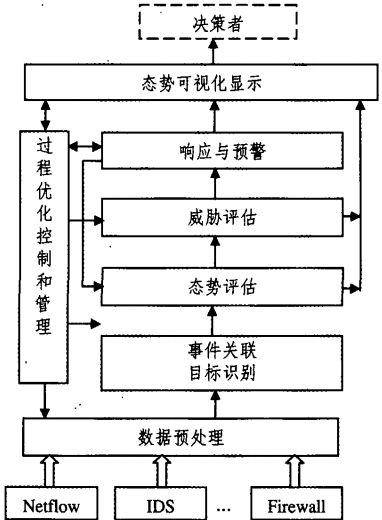 决策者
态势可视化显示
过程优化控制和管理
响应与预警
威胁评估
态势评估
事件关联
目标识别
数据预处理
Netflow
IDS
...
Firewall